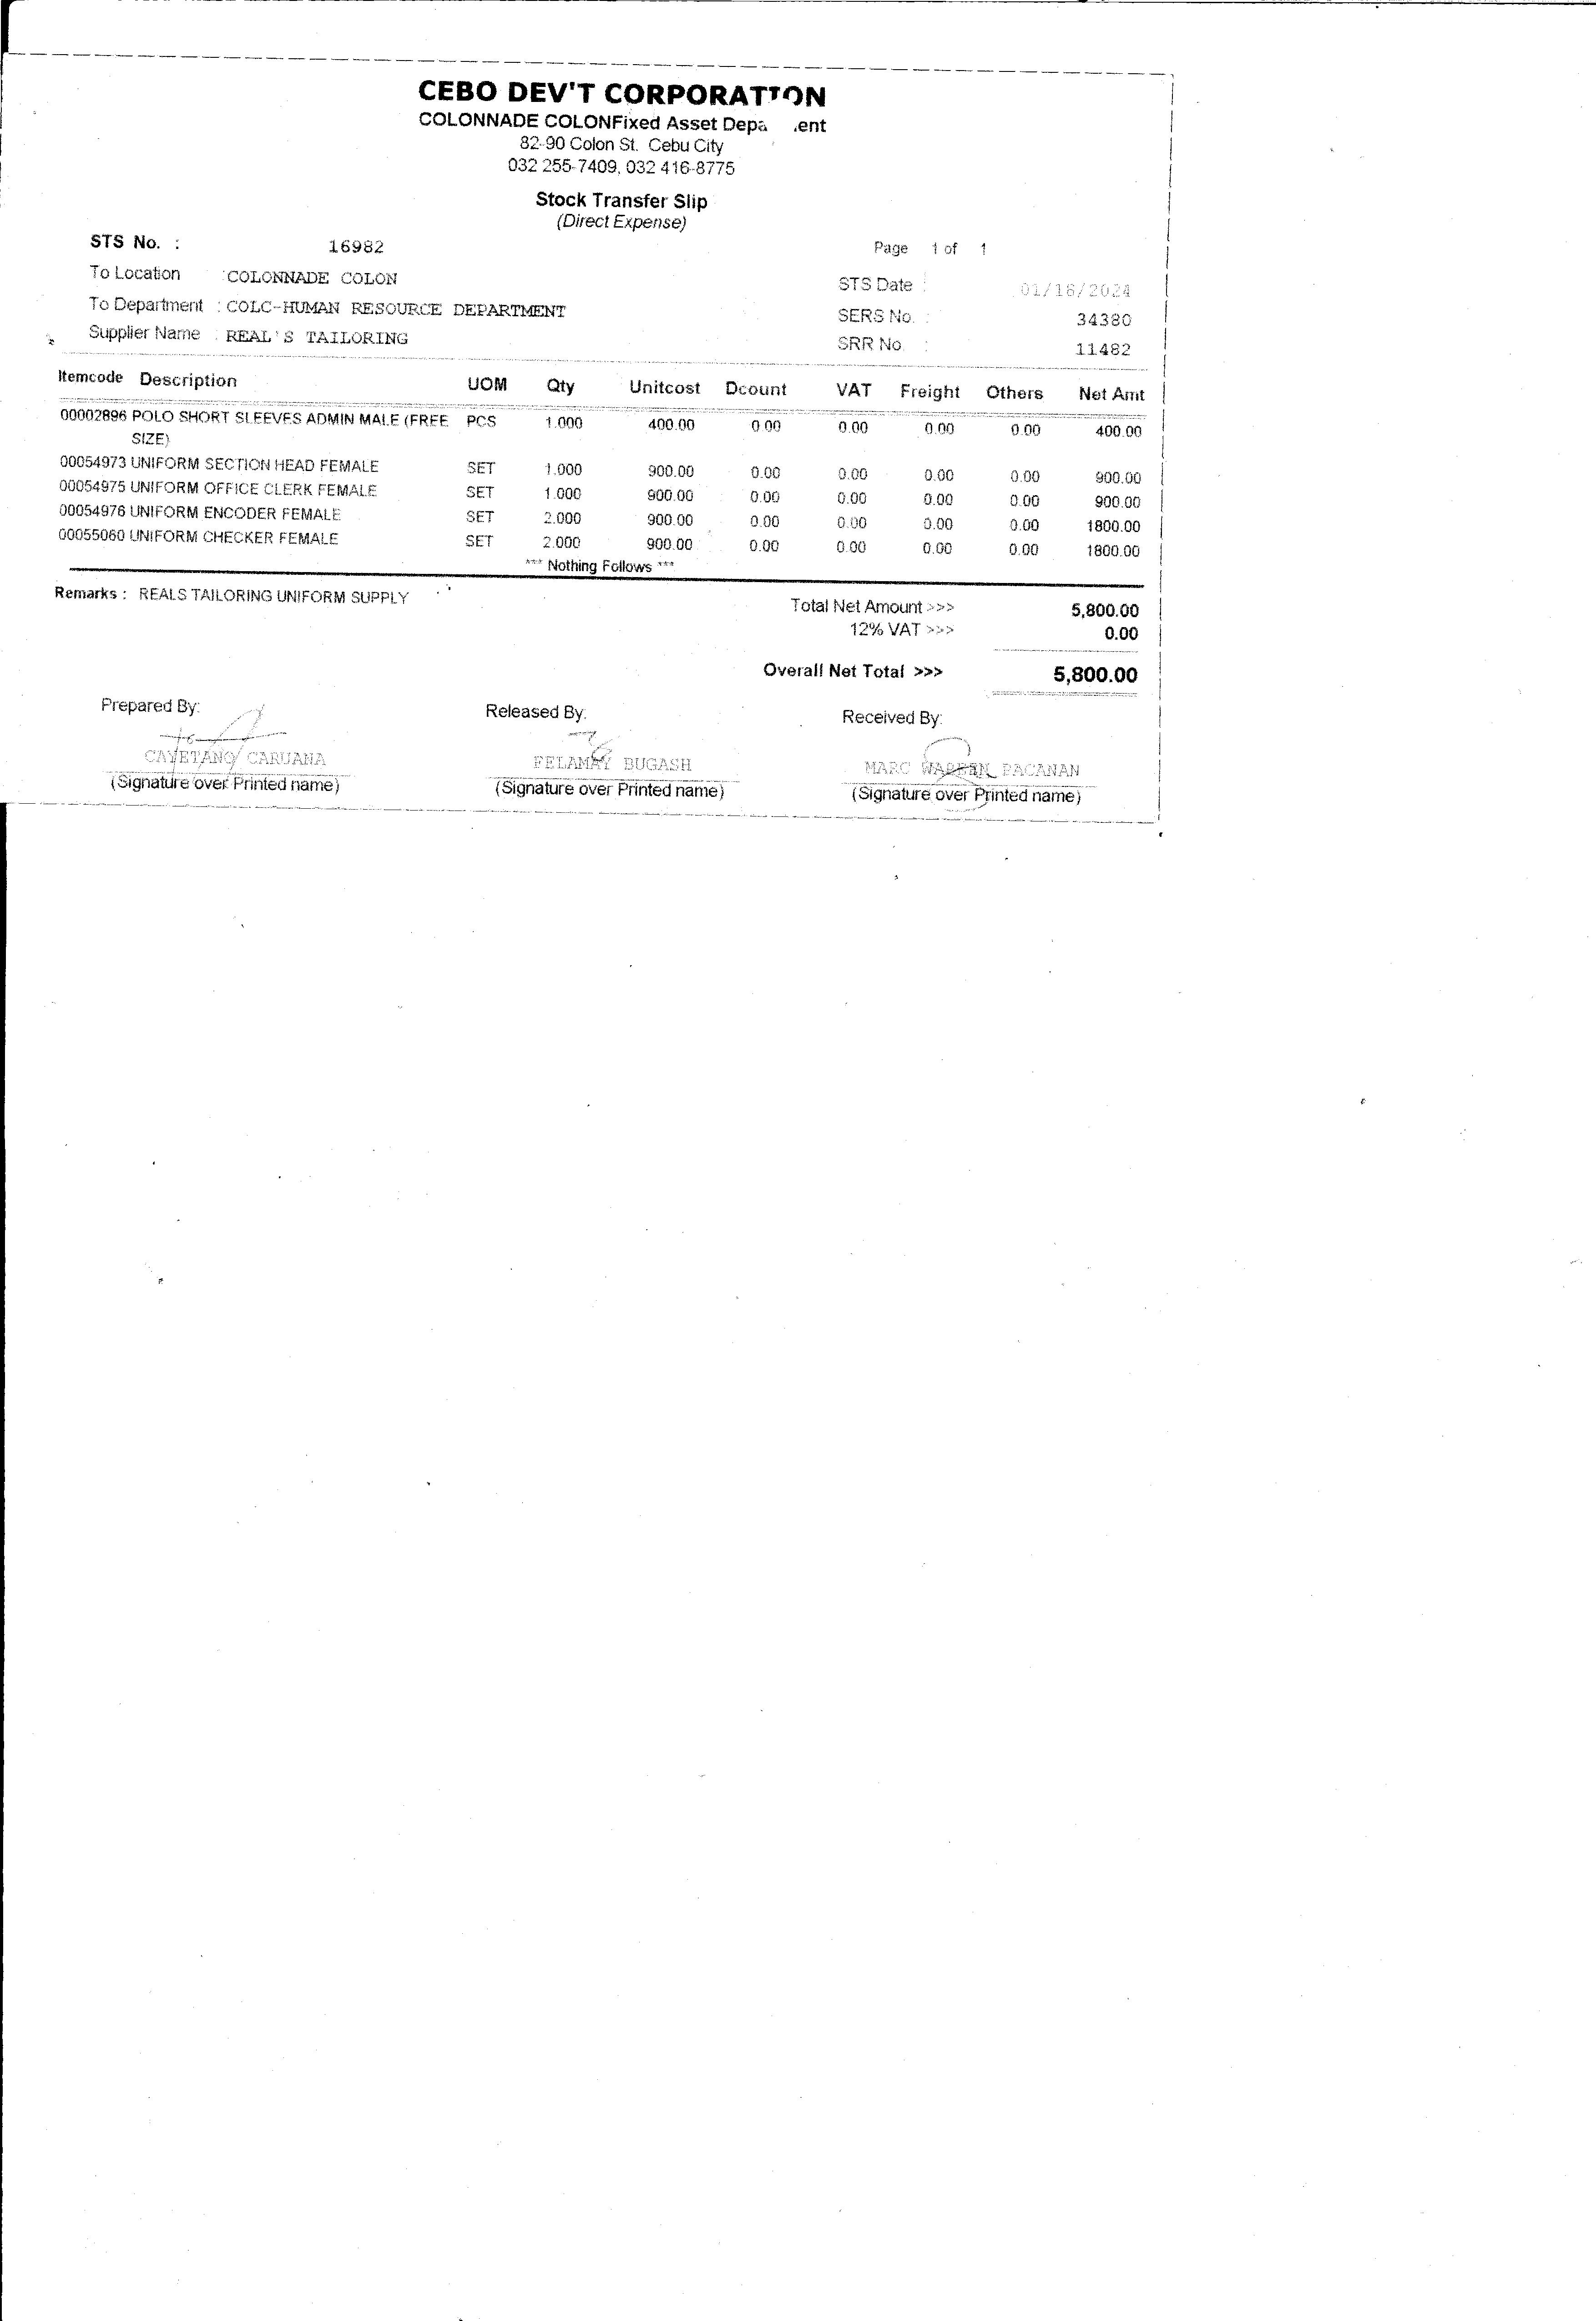 CEBO DEV'T CORPORATION
COLONNADE COLONFixed Asset Depa ent
82-90 Colon St. Cebu City
032 255-7409, 032 416-8775
Stock Transfer Slip
(Direct Expense)
STS No. : 16982 Page 1 of 1
To Location :COLONNADE COLON STS Date : 01/16/2024
To Department : COLC-HUMAN RESOURCE DEPARTMENT SERS No. : 34380
Supplier Name : REAL'S TAILORING SRR No. : 11482
Itemcode Description UOM Qty Unitcost Dcount VAT Freight Others Net Amt
00002896 POLO SHORT SLEEVES ADMIN MALE (FREE PCS 1.000 400.00 0.00 0.00 0.00 0.00 400.00
SIZE)
00054973 UNIFORM SECTION HEAD FEMALE SET 1.000 900.00 0.00 0.00 0.00 0.00 900.00
00054975 UNIFORM OFFICE CLERK FEMALE SET 1.000 900.00 0.00 0.00 0.00 0.00 900.00
00054976 UNIFORM ENCODER FEMALE SET 2.000 900.00 0.00 0.00 0.00 0.00 1800.00
00055060 UNIFORM CHECKER FEMALE SET 2.000 900.00 0.00 0.00 0.00 0.00 1800.00
*** Nothing Follows ***
Remarks : REALS TAILORING UNIFORM SUPPLY Total Net Amount >>> 5,800.00
12% VAT >>> 0.00
Overall Net Total >>> 5,800.00
Prepared By: Released By: Received By:
CAYETANO CARUANA FELAMAY BUGASH MARC WARREN PACANAN
(Signature over Printed name) (Signature over Printed name) (Signature over Printed name)